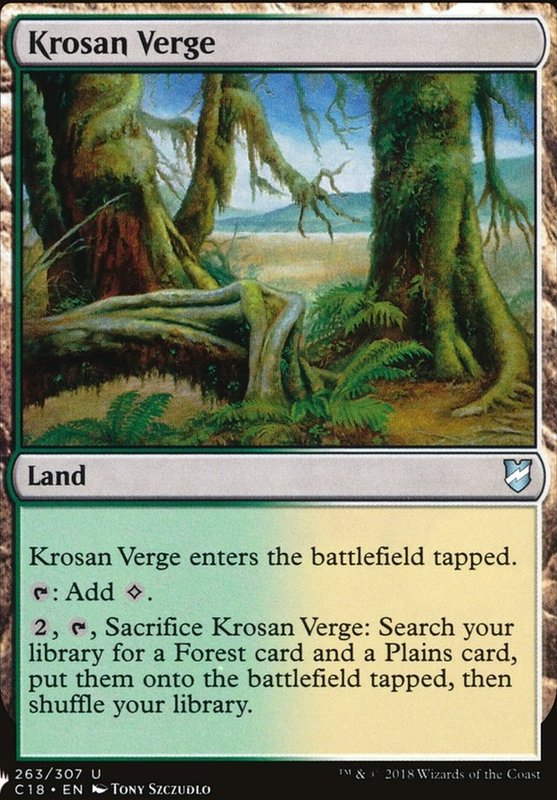 Krosan Verge
Land
Krosan Verge enters the battlefield tapped.
: Add .
2, , Sacrifice Krosan Verge: Search your
library for a Forest card and a Plains card,
put them onto the battlefield tapped, then
shuffle your library.
263/307 U
C18 • EN Tony Szczudlo
™ & © 2018 Wizards of the Coast